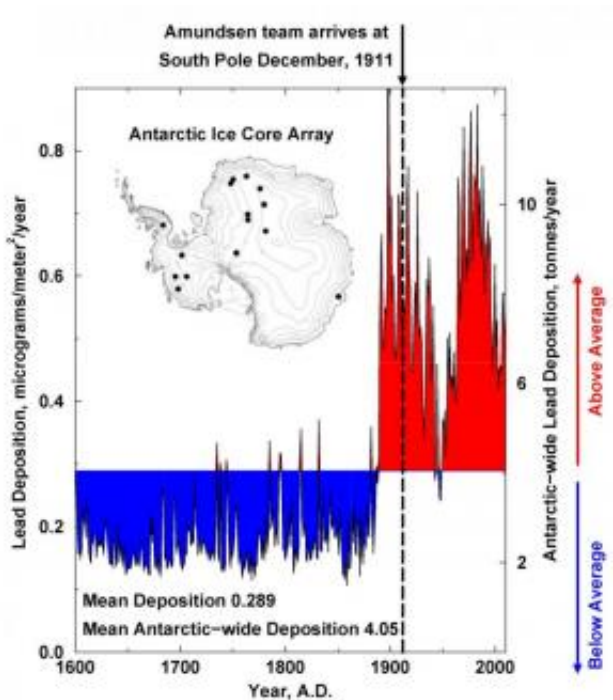 Amundsen team arrives at
South Pole December, 1911
Antarctic Ice Core Array
Lead Deposition, micrograms/meter²/year
0.8
0.6
0.4
0.2
0.0
Antarctic−wide Lead Deposition, tonnes/year
10
6
2
Above Average
Below Average
Mean Deposition 0.289
Mean Antarctic−wide Deposition 4.05
1600
1700
1800
1900
2000
Year, A.D.